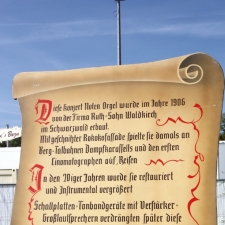 Diese Konzert Noten Orgel wurde im Jahre 1906
von der Firma Ruth-Sohn Waldkirch
im Schwarzwald erbaut.
Mit geschnitzter Rokokofassade spielte sie damals an
Berg-Talbahnen Dampfkarussells und den ersten
Cinematographen auf Reisen
In den 70iger Jahren wurde sie restauriert
und Instrumental vergrößert
Schallplatten-Tonbandgeräte mit Verstärker-
Großlautsprechern verdrängten später diese